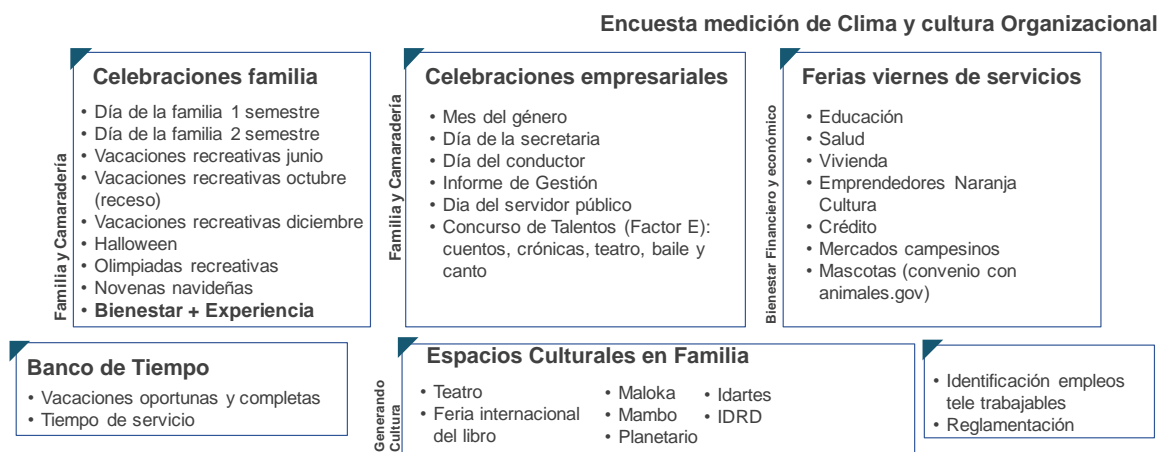 Encuesta medición de Clima y cultura Organizacional
Familia y Camaradería
Celebraciones familia
• Día de la familia 1 semestre
• Día de la familia 2 semestre
• Vacaciones recreativas junio
• Vacaciones recreativas octubre
(receso)
• Vacaciones recreativas diciembre
• Halloween
• Olimpiadas recreativas
• Novenas navideñas
• Bienestar + Experiencia
Familia y Camaradería
Celebraciones empresariales
• Mes del género
• Día de la secretaria
• Día del conductor
• Informe de Gestión
• Dia del servidor público
• Concurso de Talentos (Factor E):
cuentos, crónicas, teatro, baile y
canto
Bienestar Financiero y económico
Ferias viernes de servicios
• Educación
• Salud
• Vivienda
• Emprendedores Naranja
Cultura
• Crédito
• Mercados campesinos
• Mascotas (convenio con
animales.gov)
Banco de Tiempo
• Vacaciones oportunas y completas
• Tiempo de servicio
Generando
Cultura
Espacios Culturales en Familia
• Teatro
• Feria internacional
del libro
• Maloka
• Mambo
• Planetario
• Idartes
• IDRD
• Identificación empleos
tele trabajables
• Reglamentación